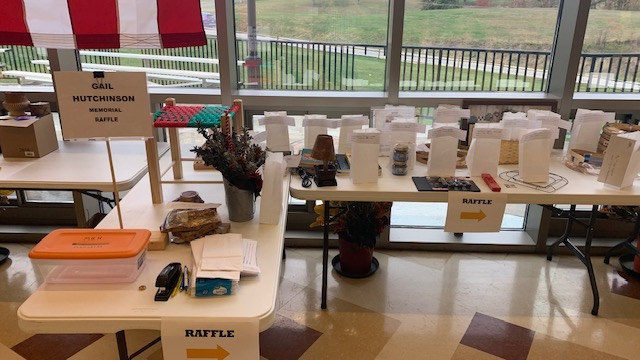 GAIL
HUTCHINSON
MEMORIAL
RAFFLE
RAFFLE
RAFFLE